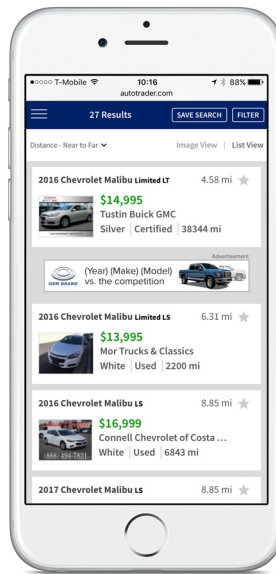 T-Mobile 10:16 88%
autotrader.com
27 Results SAVE SEARCH FILTER
Distance - Near to Far Image View | List View
2016 Chevrolet Malibu Limited LT 4.58 mi
$14,995
Tustin Buick GMC
Silver | Certified | 38344 mi
Advertisement
(Year) (Make) (Model)
vs. the competition
OEM BRAND
2016 Chevrolet Malibu Limited LS 6.31 mi
$13,995
Mor Trucks & Classics
White | Used | 2200 mi
2016 Chevrolet Malibu LS 8.85 mi
$16,999
Connell Chevrolet of Costa ...
White | Used | 6843 mi
(888) 494-7831
2017 Chevrolet Malibu LS 8.85 mi